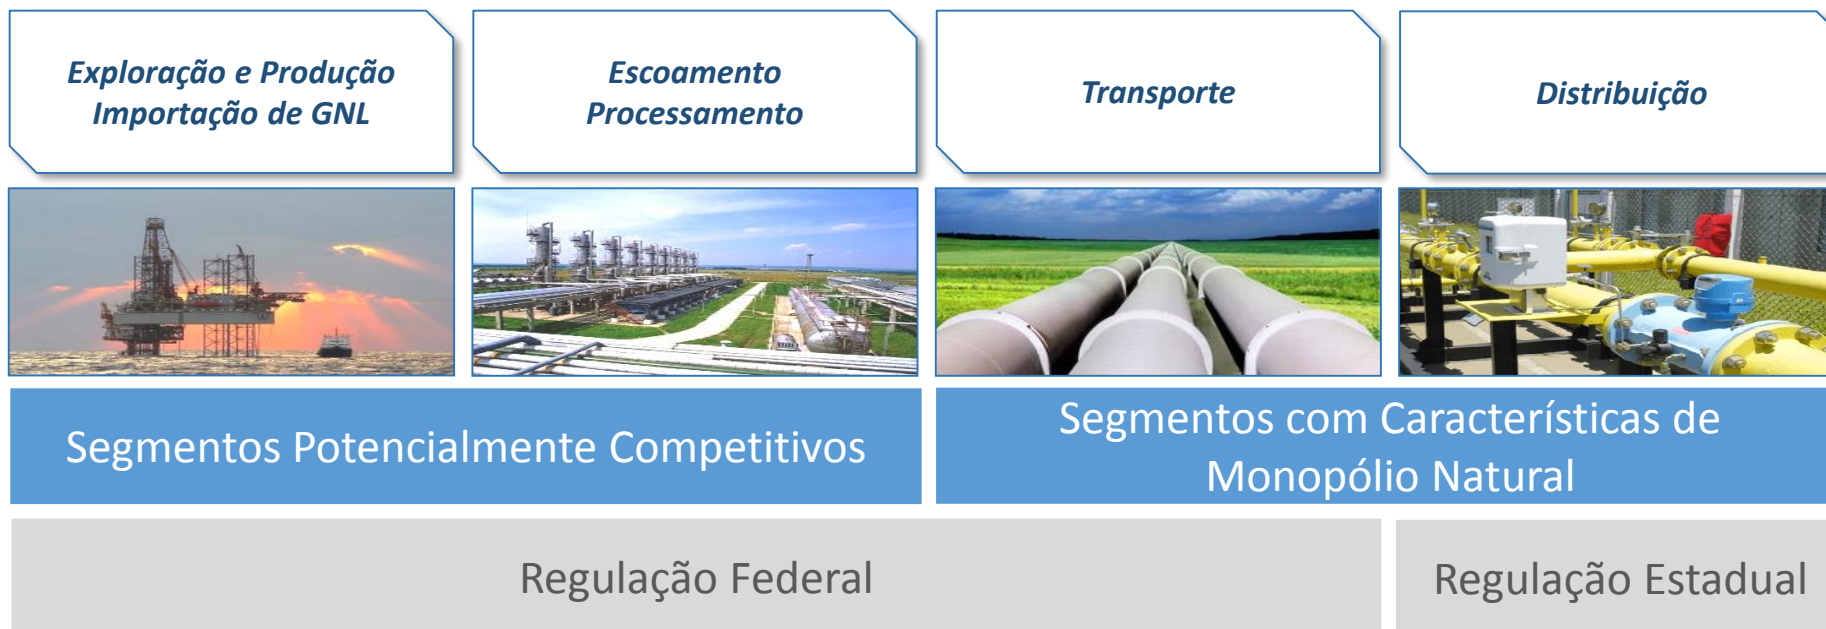 Exploração e Produção
Importação de GNL
Escoamento
Processamento
Transporte
Distribuição
Segmentos Potencialmente Competitivos
Segmentos com Características de
Monopólio Natural
Regulação Federal
Regulação Estadual